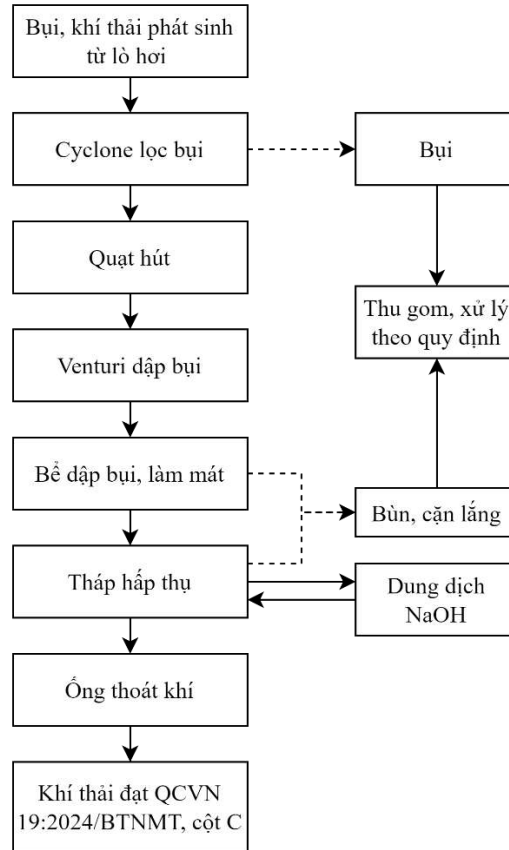 Bụi, khí thải phát sinh
từ lò hơi
Cyclone lọc bụi
Bụi
Quạt hút
Thu gom, xử lý
theo quy định
Venturi dập bụi
Bể dập bụi, làm mát
Bùn, cặn lắng
Tháp hấp thụ
Dung dịch
NaOH
Ống thoát khí
Khí thải đạt QCVN
19:2024/BTNMT, cột C